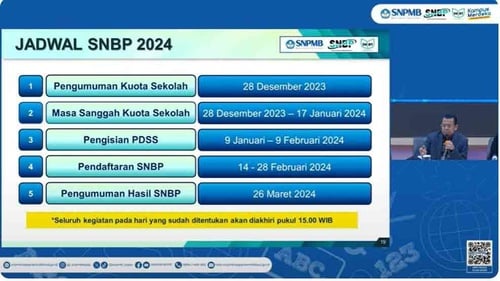 SNPMB SNBP Kampus Merdeka
JADWAL SNBP 2024
SNPMB SNBP
1 Pengumuman Kuota Sekolah 28 Desember 2023
2 Masa Sanggah Kuota Sekolah 28 Desember 2023 – 17 Januari 2024
3 Pengisian PDSS 9 Januari – 9 Februari 2024
4 Pendaftaran SNBP 14 - 28 Februari 2024
5 Pengumuman Hasil SNBP 26 Maret 2024
*Seluruh kegiatan pada hari yang sudah ditentukan akan diakhiri pukul 15.00 WIB
19
ABC
123